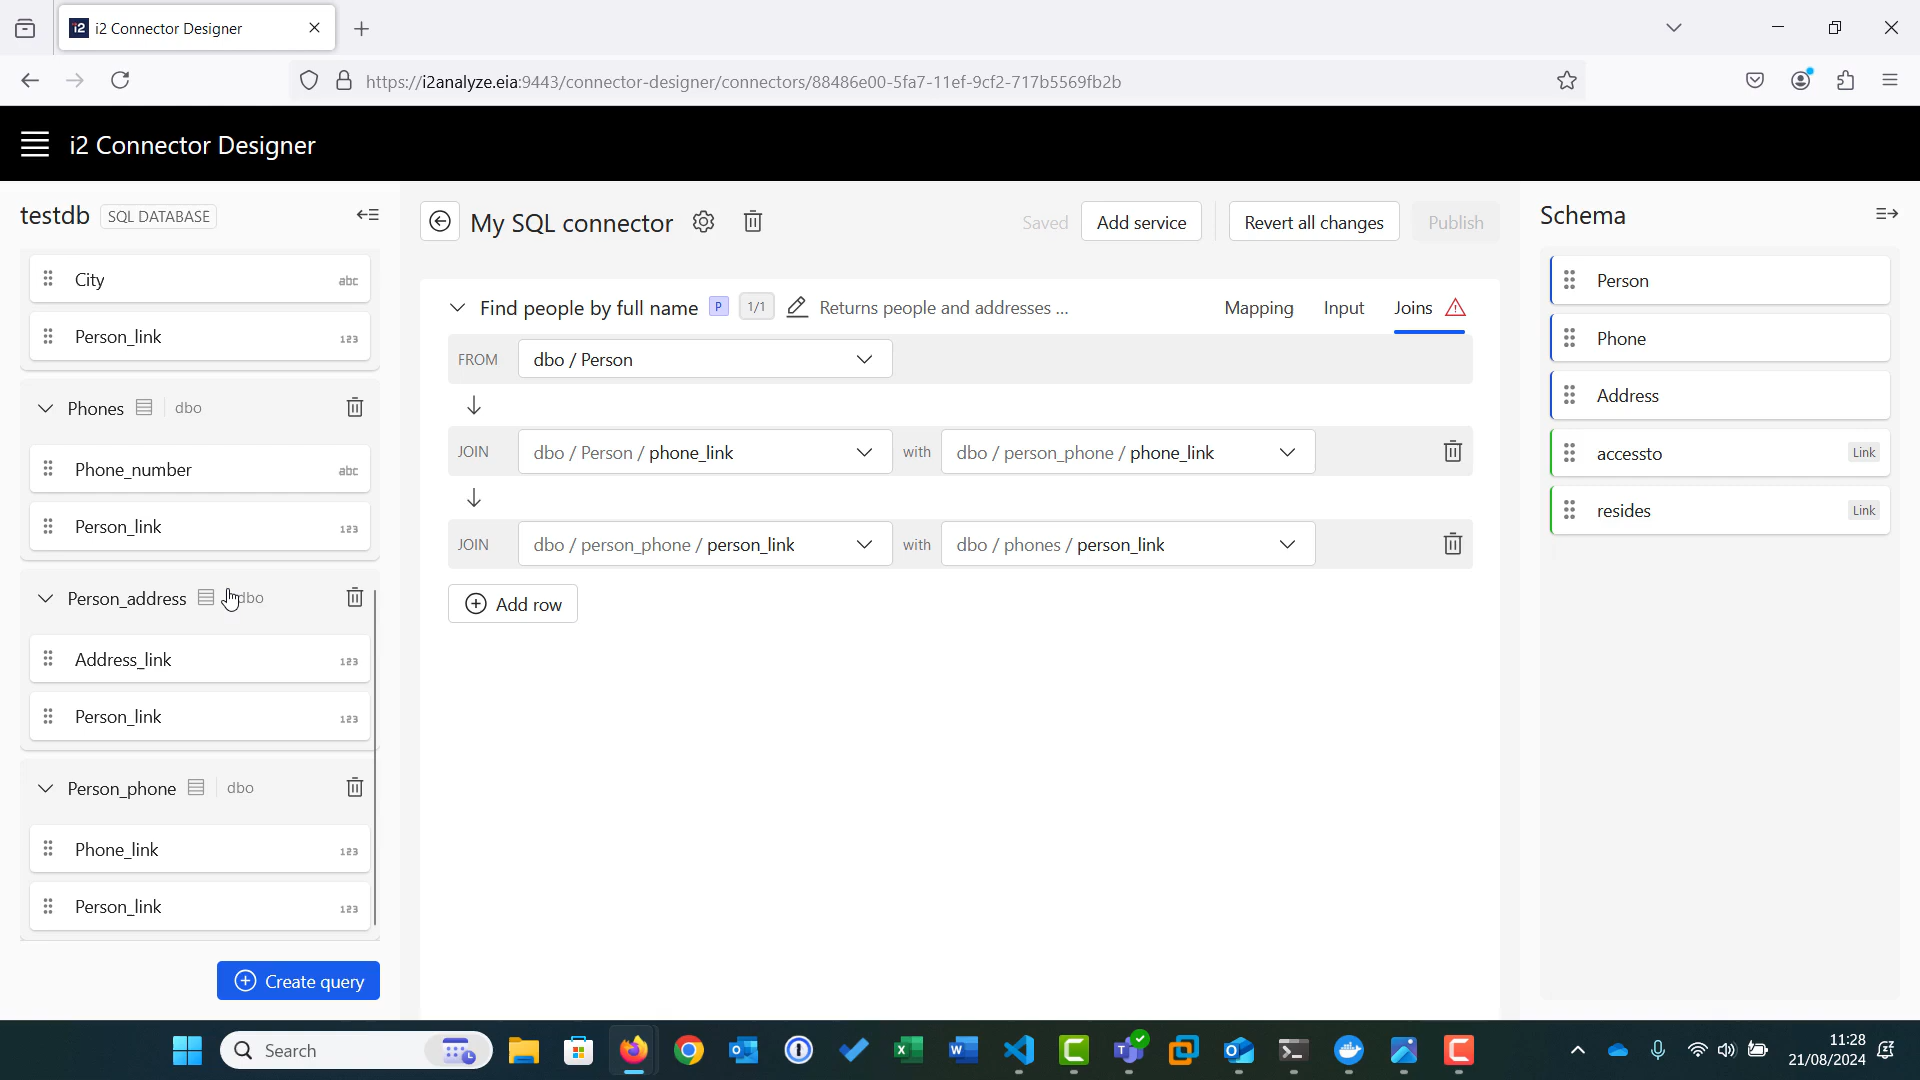 i2 Connector Designer
https://i2analyze.eia:9443/connector-designer/connectors/88486e00-5fa7-11ef-9cf2-717b5569fb2b
i2 Connector Designer
testdb SQL DATABASE
City abc
Person_link 123
Phones dbo
Phone_number abc
Person_link 123
Person_address dbo
Address_link 123
Person_link 123
Person_phone dbo
Phone_link 123
Person_link 123
Create query
My SQL connector Saved Add service Revert all changes Publish
Find people by full name P 1/1 Returns people and addresses ... Mapping Input Joins
FROM dbo / Person
JOIN dbo / Person / phone_link with dbo / person_phone / phone_link
JOIN dbo / person_phone / person_link with dbo / phones / person_link
Add row
Schema
Person
Phone
Address
accessto Link
resides Link
Search
11:28
21/08/2024